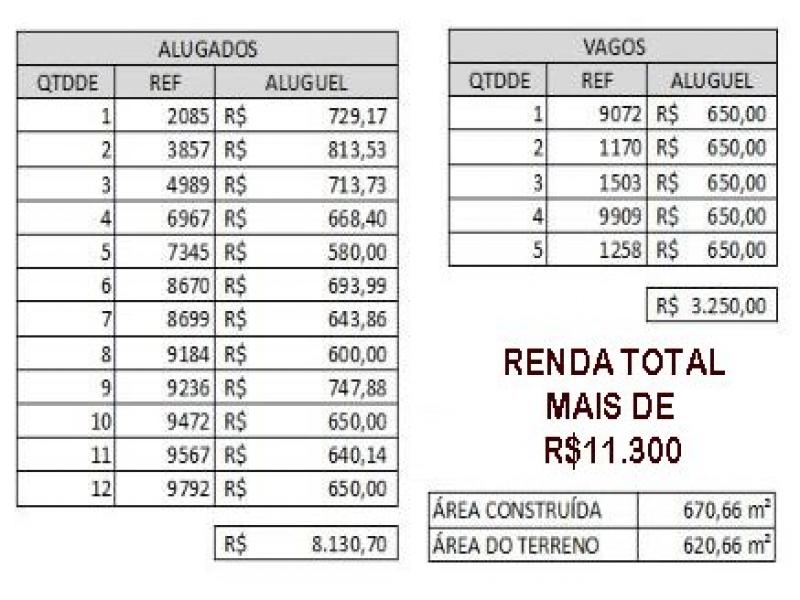 ALUGADOS
QTDDE REF ALUGUEL
1 2085 R$ 729,17
2 3857 R$ 813,53
3 4989 R$ 713,73
4 6967 R$ 668,40
5 7345 R$ 580,00
6 8670 R$ 693,99
7 8699 R$ 643,86
8 9184 R$ 600,00
9 9236 R$ 747,88
10 9472 R$ 650,00
11 9567 R$ 640,14
12 9792 R$ 650,00
R$ 8.130,70
VAGOS
QTDDE REF ALUGUEL
1 9072 R$ 650,00
2 1170 R$ 650,00
3 1503 R$ 650,00
4 9909 R$ 650,00
5 1258 R$ 650,00
R$ 3.250,00
RENDA TOTAL
MAIS DE
R$11.300
ÁREA CONSTRUÍDA 670,66 m²
ÁREA DO TERRENO 620,66 m²